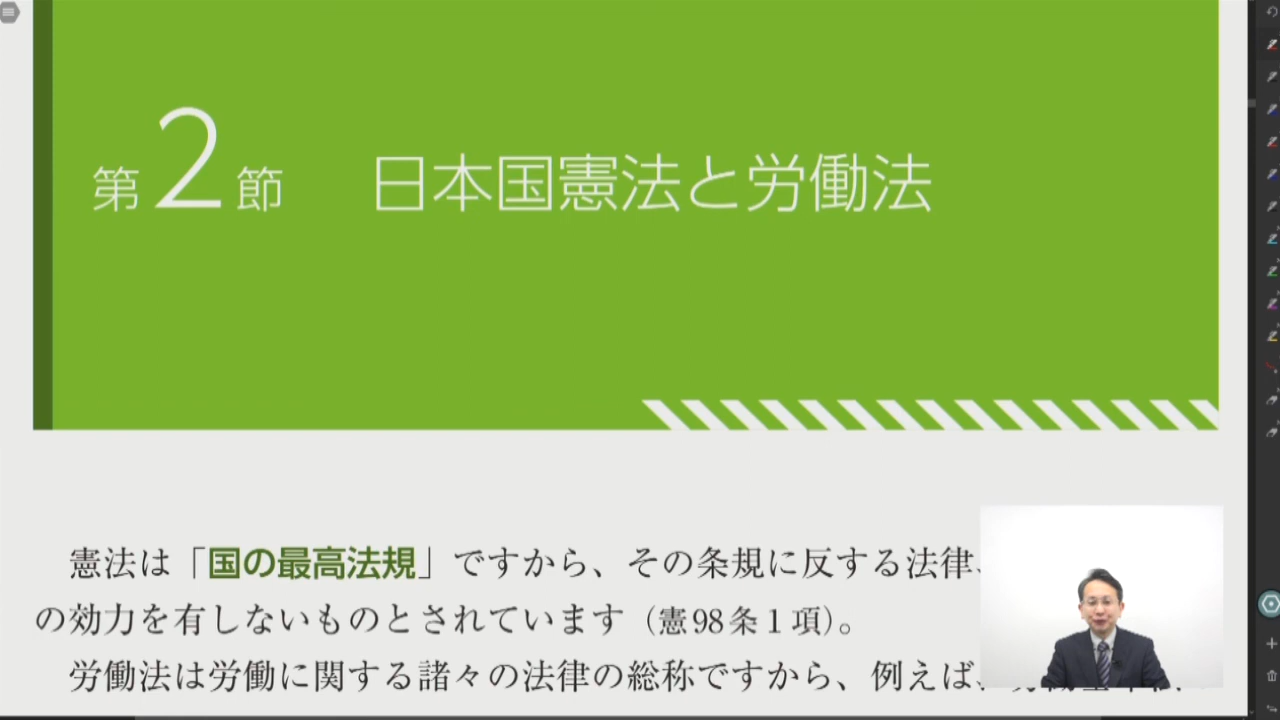 第2節 日本国憲法と労働法
憲法は「国の最高法規」ですから、その条規に反する法律、
の効力を有しないものとされています（憲98条1項）。
労働法は労働に関する諸々の法律の総称ですから、例えば、